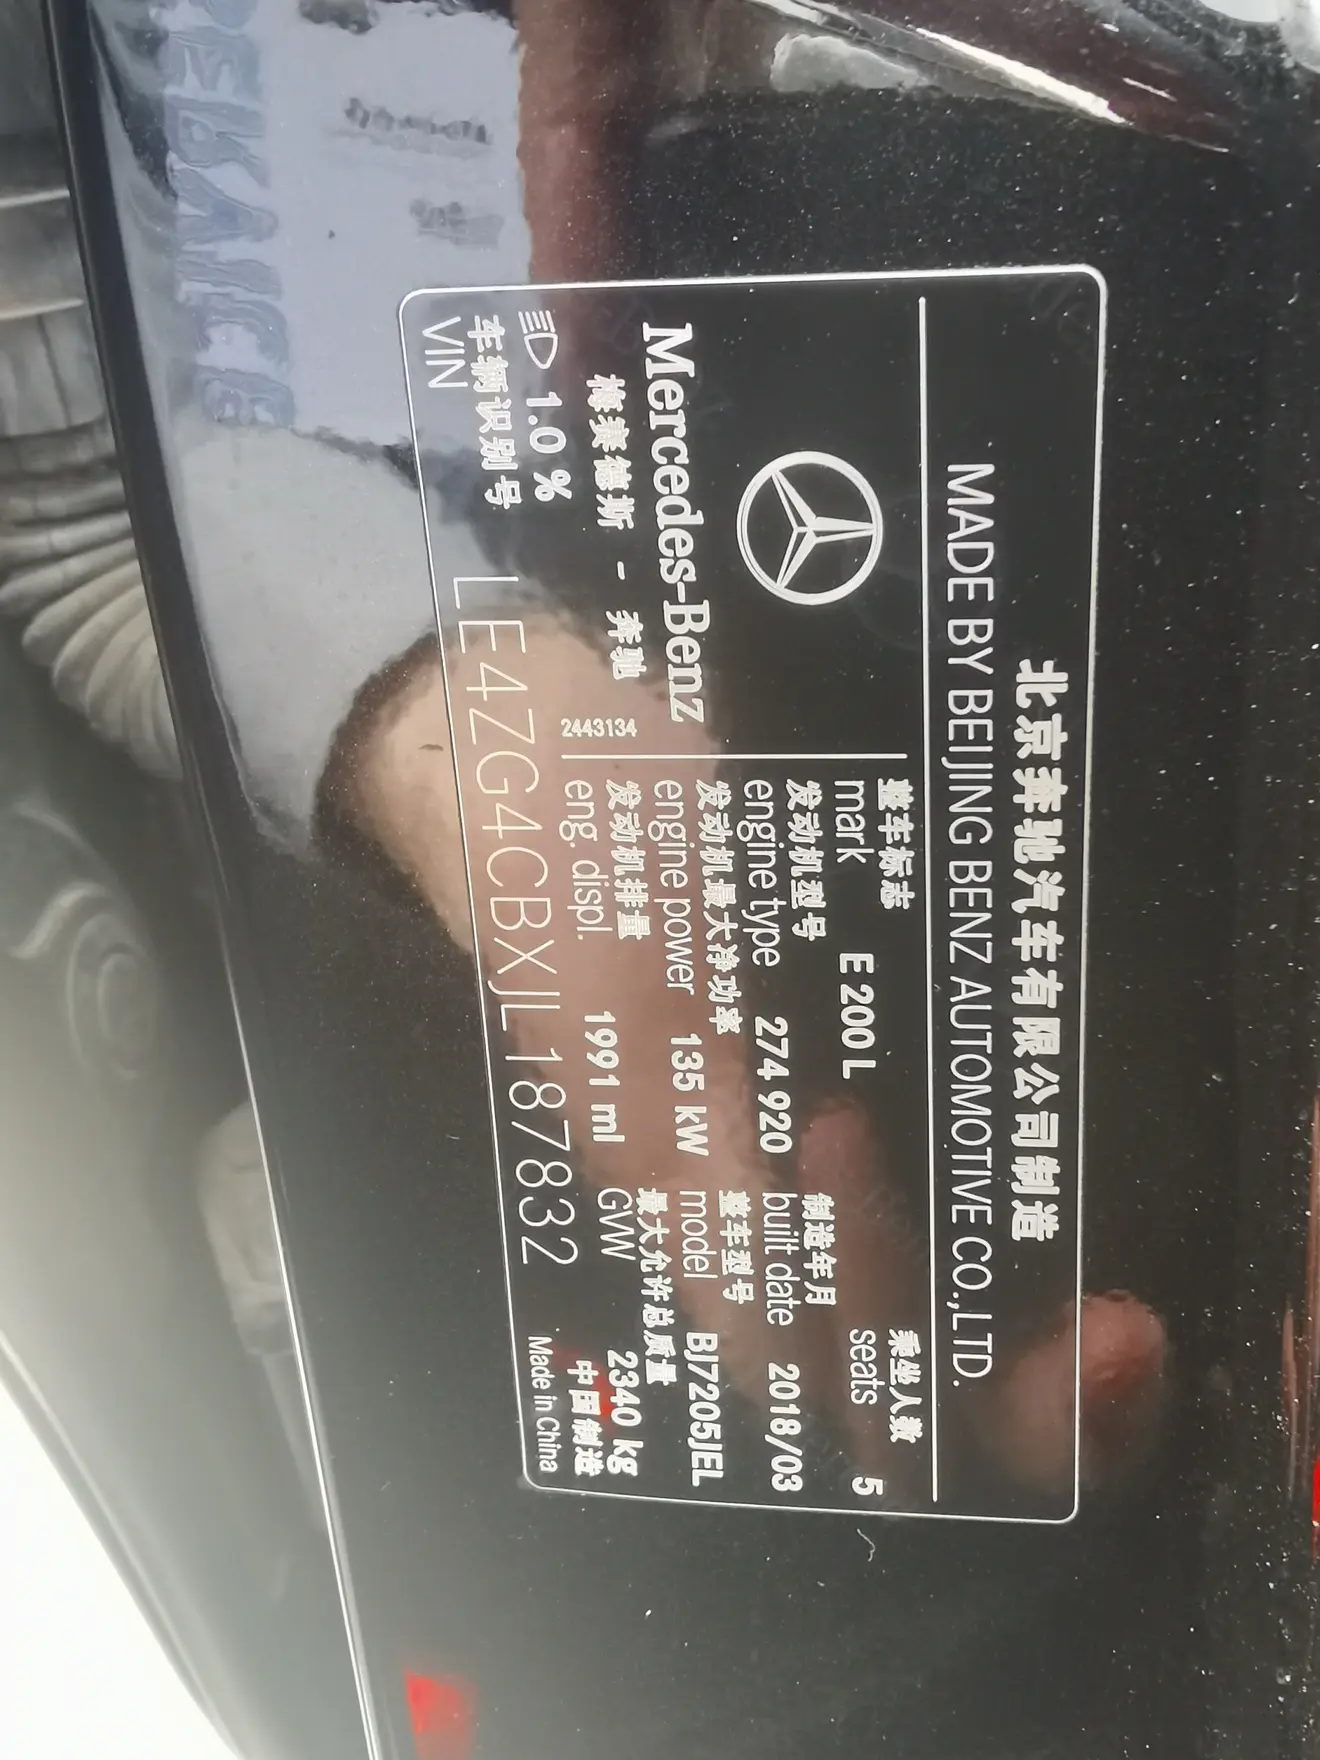 北京奔驰汽车有限公司制造
MADE BY BEIJING BENZ AUTOMOTIVE CO.,LTD.
整车标志
mark E 200 L
乘坐人数
seats 5
发动机型号
engine type 274 920
制造年月
built date 2018/03
发动机最大净功率
engine power 135 kW
整车型号
model BJ7205JEL
发动机排量
eng. displ. 1991 ml
最大允许总质量
GVW 2340 kg
Mercedes-Benz
梅赛德斯 - 奔驰
2443134
1.0 %
中国制造
Made in China
车辆识别号
VIN LE4ZG4CBXJL187832